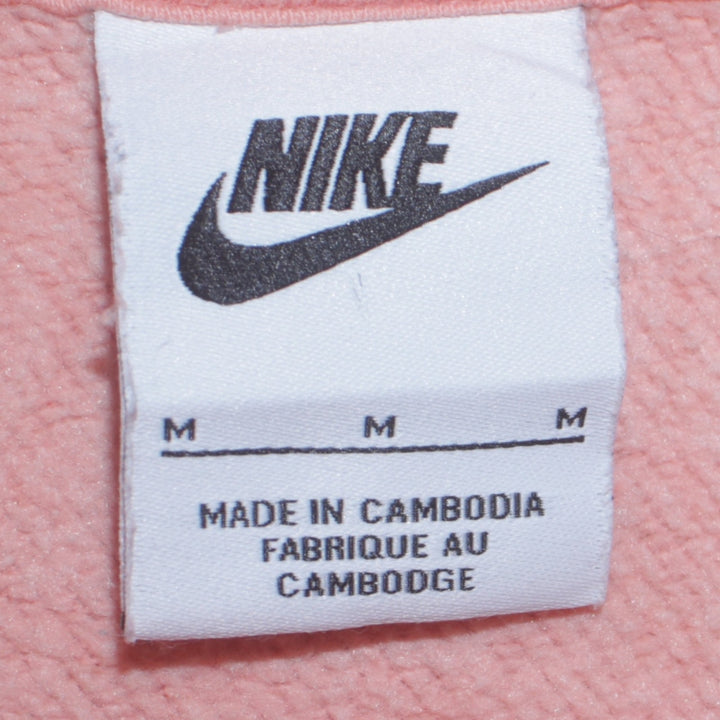 NIKE
M M M
MADE IN CAMBODIA
FABRIQUE AU
CAMBODGE